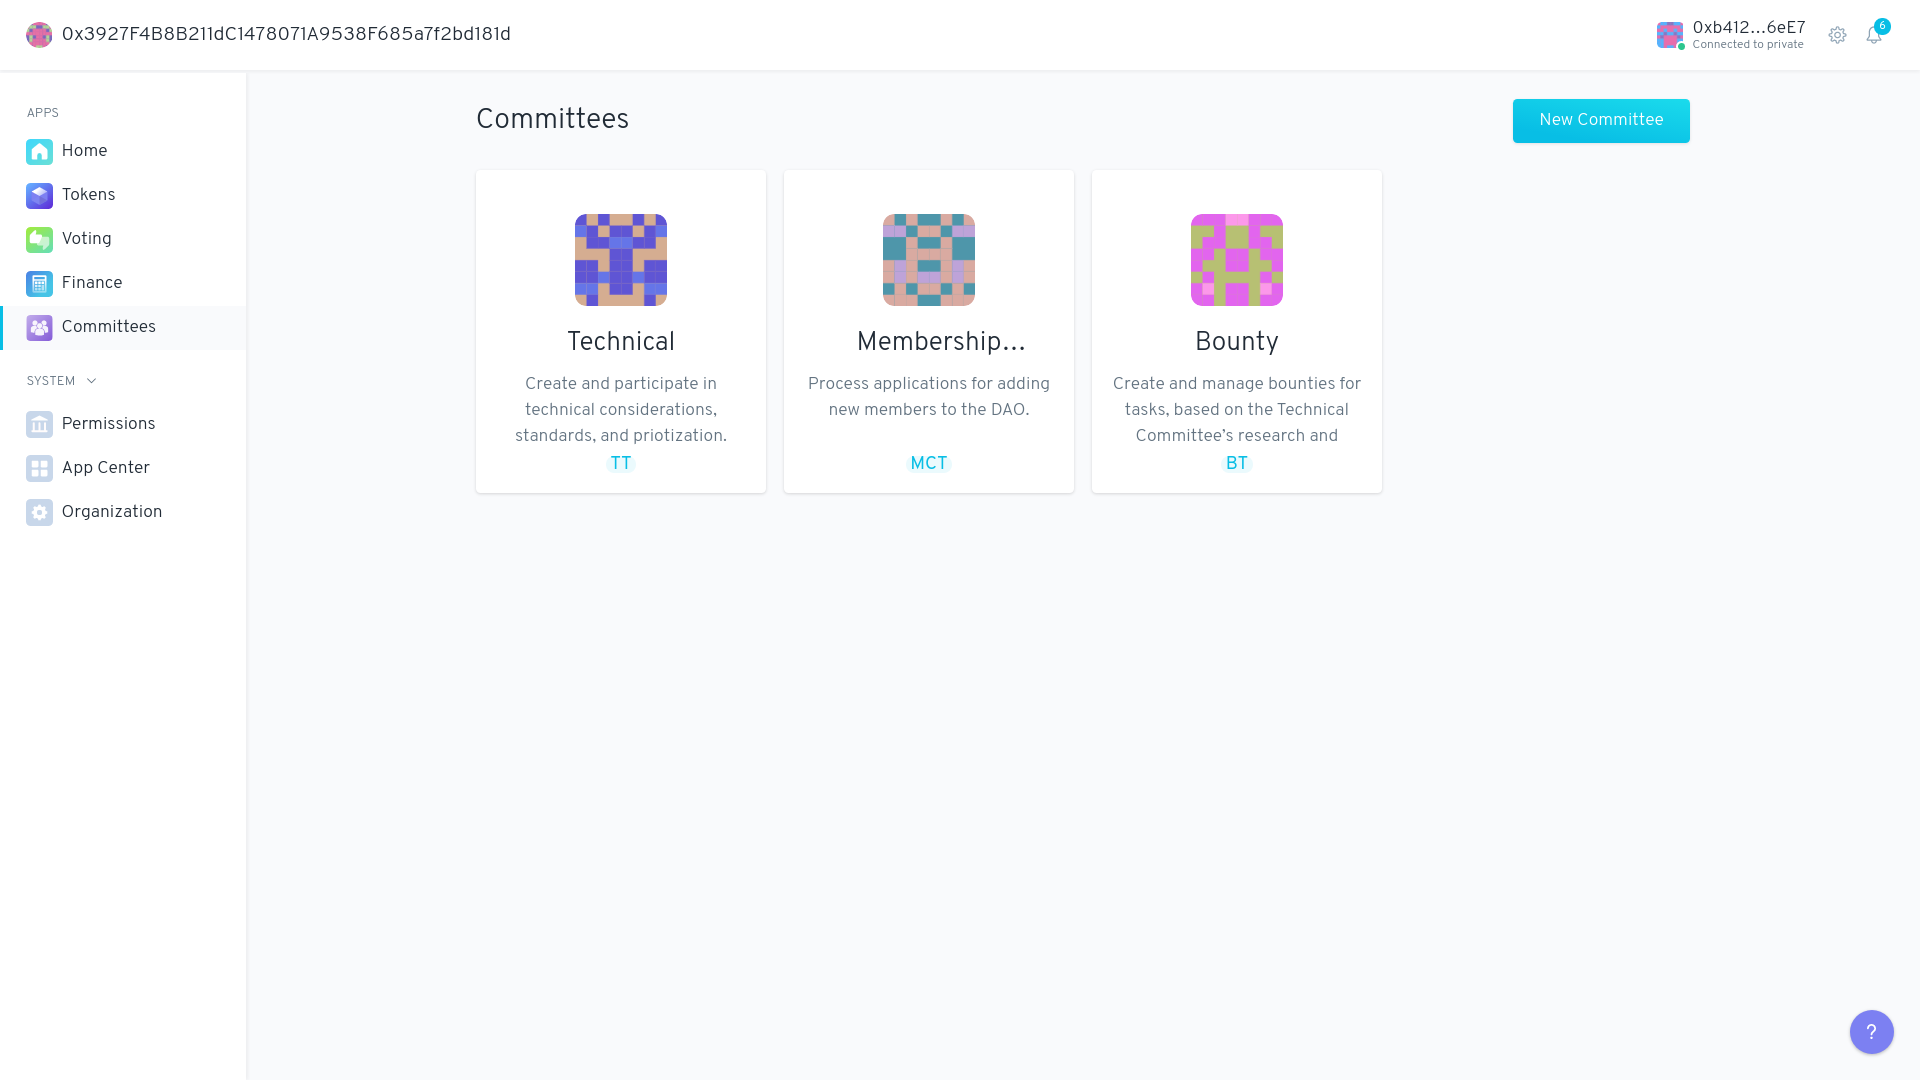 0x3927F4B8B211dC1478071A9538F685a7f2bd181d
0xb412...6eE7
Connected to private
6
APPS
Home
Tokens
Voting
Finance
Committees
SYSTEM
Permissions
App Center
Organization
Committees
New Committee
Technical
Create and participate in
technical considerations,
standards, and priotization.
TT
Membership...
Process applications for adding
new members to the DAO.
MCT
Bounty
Create and manage bounties for
tasks, based on the Technical
Committee’s research and
BT
?